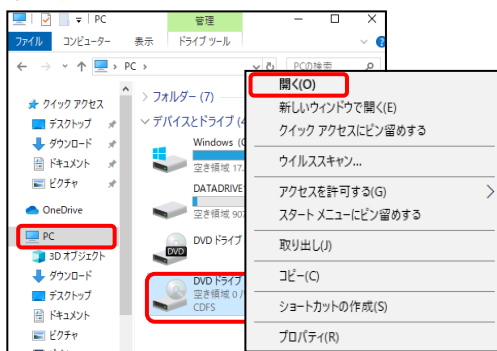 PC
管理
ファイル
コンピューター
表示
ドライブ ツール
PC
PCの検索
クイック アクセス
デスクトップ
ダウンロード
ドキュメント
ピクチャ
OneDrive
PC
3D オブジェクト
ダウンロード
デスクトップ
ドキュメント
ピクチャ
フォルダー (7)
デバイスとドライブ (4
Windows (C
空き領域 17.
DATADRIVE
空き領域 907
DVD ドライブ
DVD
DVD ドライブ
空き領域 0 /
CDFS
開く(O)
新しいウィンドウで開く(E)
クイック アクセスにピン留めする
ウイルススキャン...
アクセスを許可する(G)
スタート メニューにピン留めする
取り出し(J)
コピー(C)
ショートカットの作成(S)
プロパティ(R)